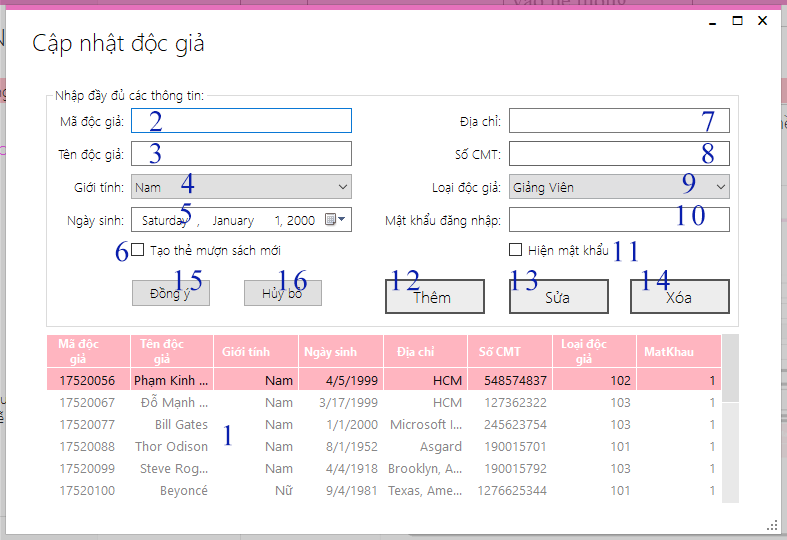 Cập nhật độc giả
Nhập đầy đủ các thông tin:
Mã độc giả: 2 Địa chỉ: 7
Tên độc giả: 3 Số CMT: 8
Giới tính: Nam 4 Loại độc giả: Giảng Viên 9
Ngày sinh: Saturday , January 1, 2000 5 Mật khẩu đăng nhập: 10
6 Tạo thẻ mượn sách mới Hiện mật khẩu 11
Đồng ý 15 Hủy bỏ 16 Thêm 12 Sửa 13 Xóa 14
Mã độc giả Tên độc giả Giới tính Ngày sinh Địa chỉ Số CMT Loại độc giả MatKhau
17520056 Phạm Kinh ... Nam 4/5/1999 HCM 548574837 102 1
17520067 Đỗ Mạnh ... Nam 3/17/1999 HCM 127362322 103 1
17520077 Bill Gates Nam 1/1/2000 Microsoft I... 245623754 103 1
1
17520088 Thor Odison Nam 8/1/1952 Asgard 190015701 101 1
17520099 Steve Rog... Nam 4/4/1918 Brooklyn, A... 190015792 103 1
17520100 Beyoncé Nữ 9/4/1981 Texas, Ame... 1276625344 101 1